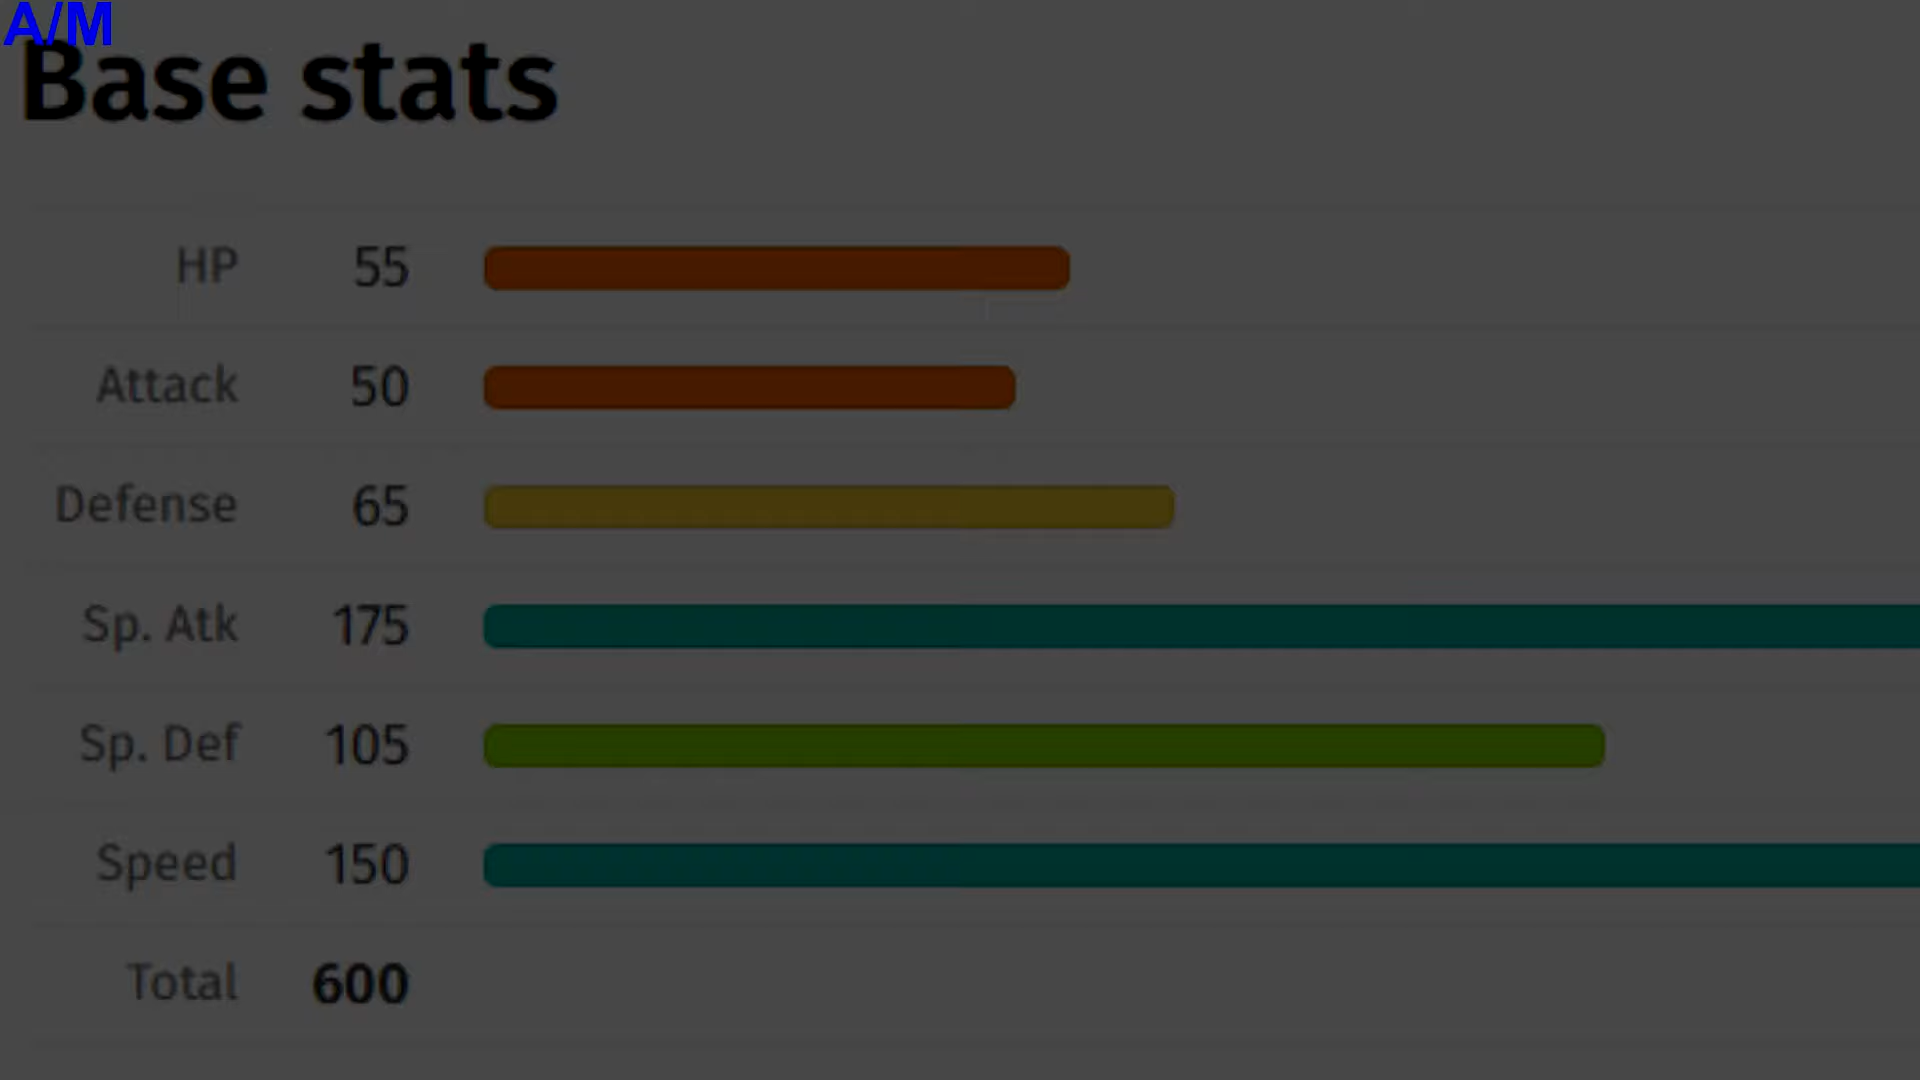 A/M
Base stats
HP 55
Attack 50
Defense 65
Sp. Atk 175
Sp. Def 105
Speed 150
Total 600